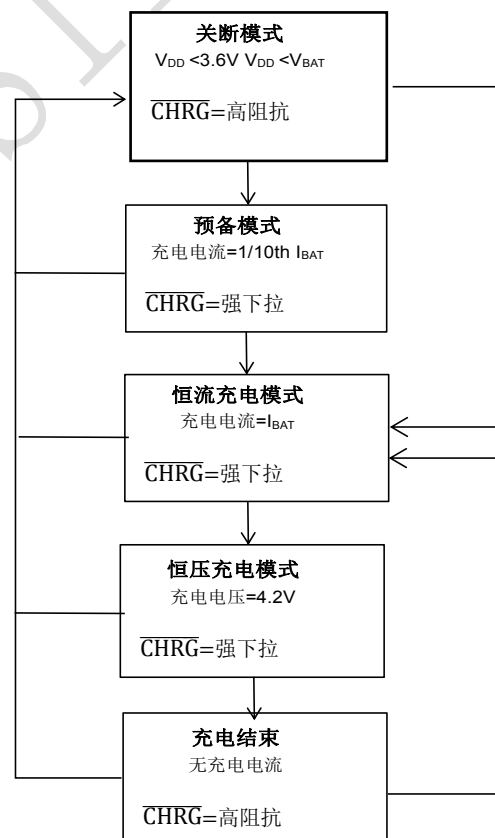 关断模式
VDD <3.6V VDD <VBAT
CHRG=高阻抗
预备模式
充电电流=1/10th IBAT
CHRG=强下拉
恒流充电模式
充电电流=IBAT
CHRG=强下拉
恒压充电模式
充电电压=4.2V
CHRG=强下拉
充电结束
无充电电流
CHRG=高阻抗